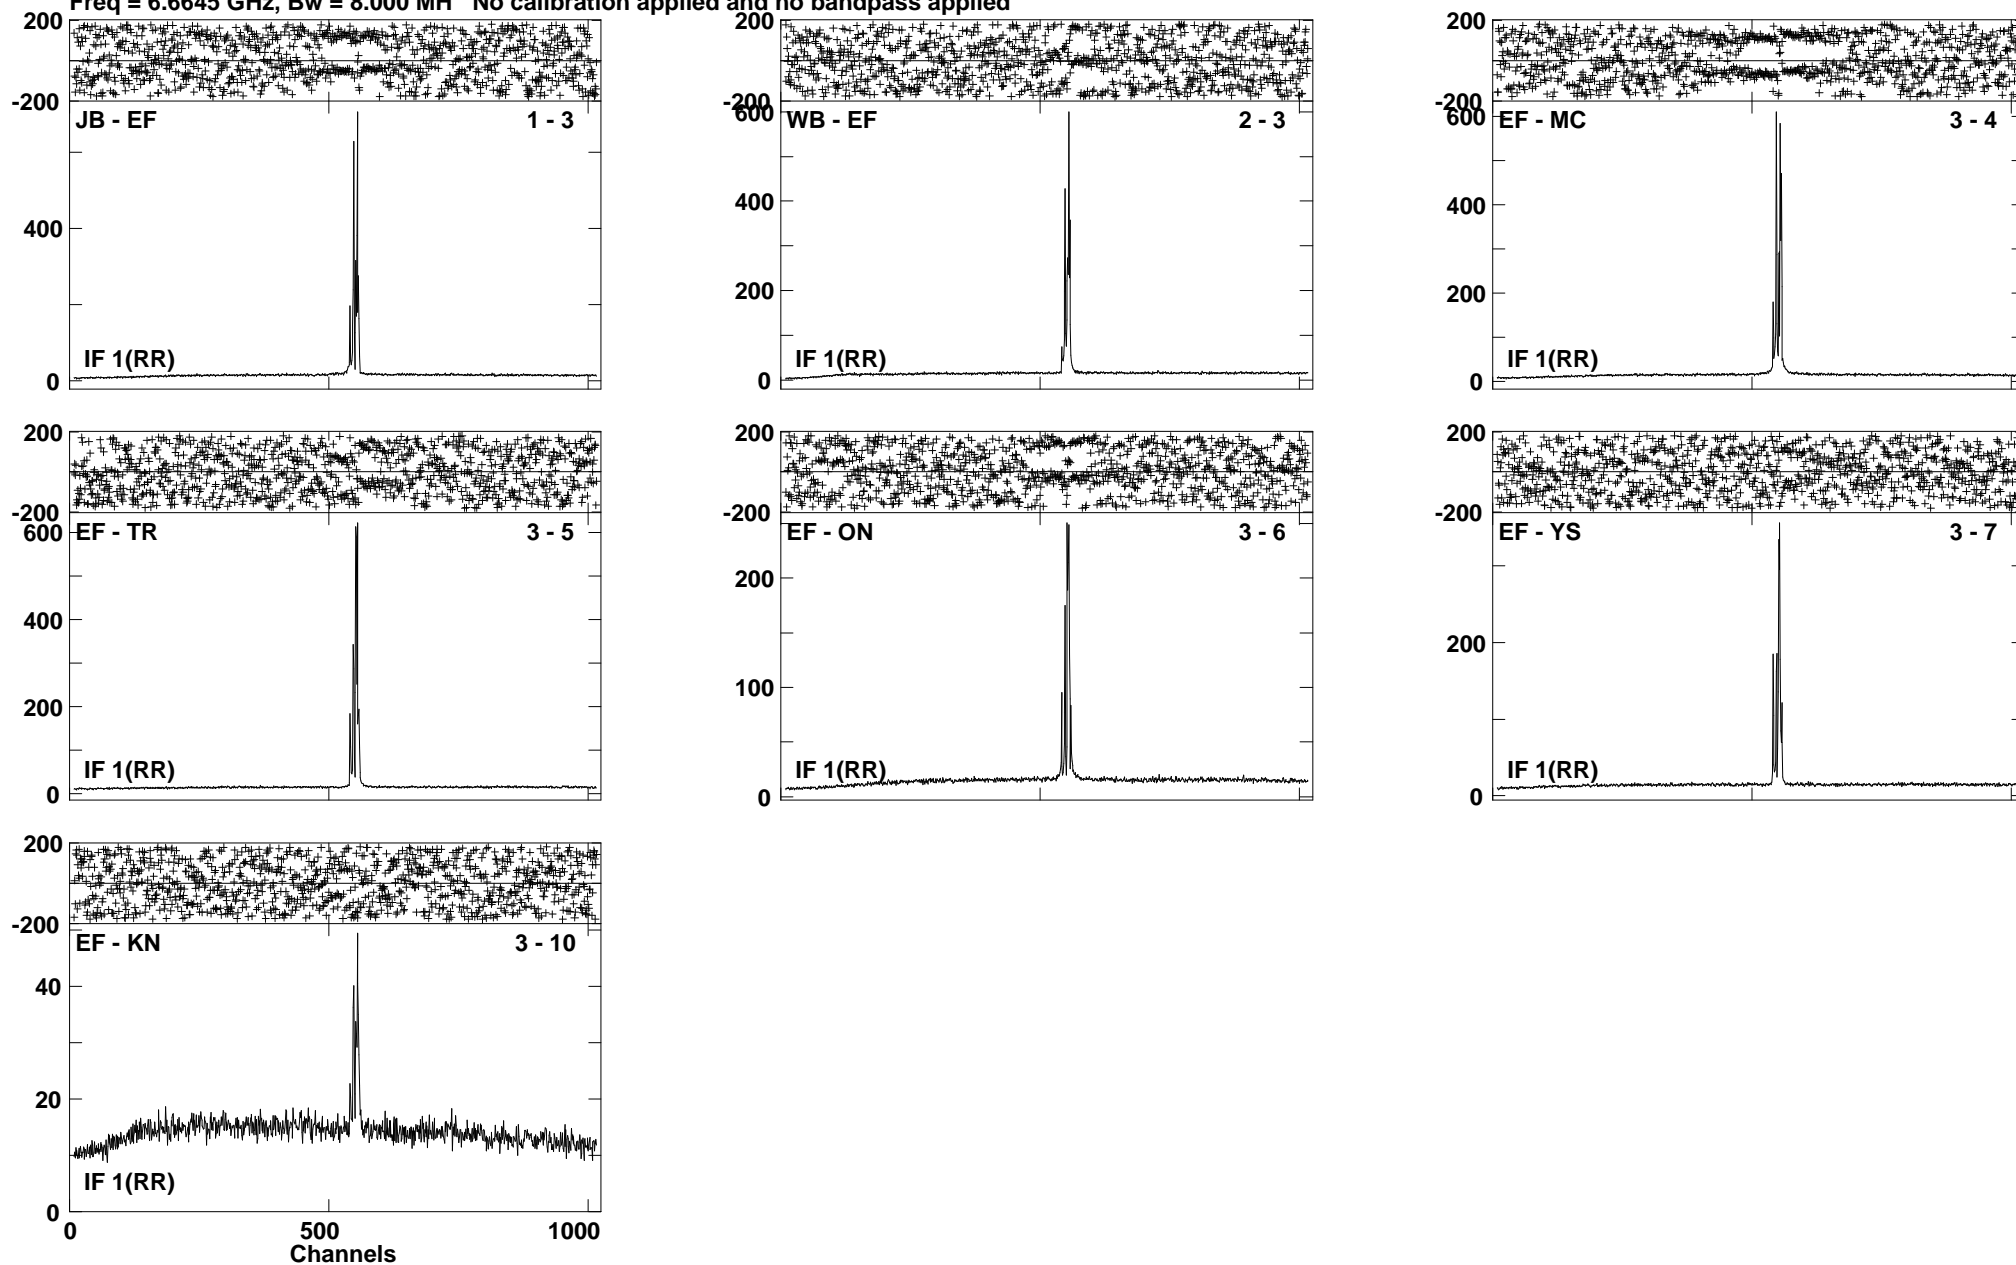 Freq = 6.6645 GHz, Bw = 8.000 MH No calibration applied and no bandpass applied
200
-200
JB - EF 1 - 3
400
0
IF 1(RR)
200
-200
600
WB - EF 2 - 3
400
200
0
IF 1(RR)
200
-200
600
EF - MC 3 - 4
400
200
0
IF 1(RR)
200
-200
600
EF - TR 3 - 5
400
200
0
IF 1(RR)
200
-200
EF - ON 3 - 6
200
100
0
IF 1(RR)
200
-200
EF - YS 3 - 7
200
0
IF 1(RR)
200
-200
EF - KN 3 - 10
40
20
0
IF 1(RR)
0 500 1000
Channels